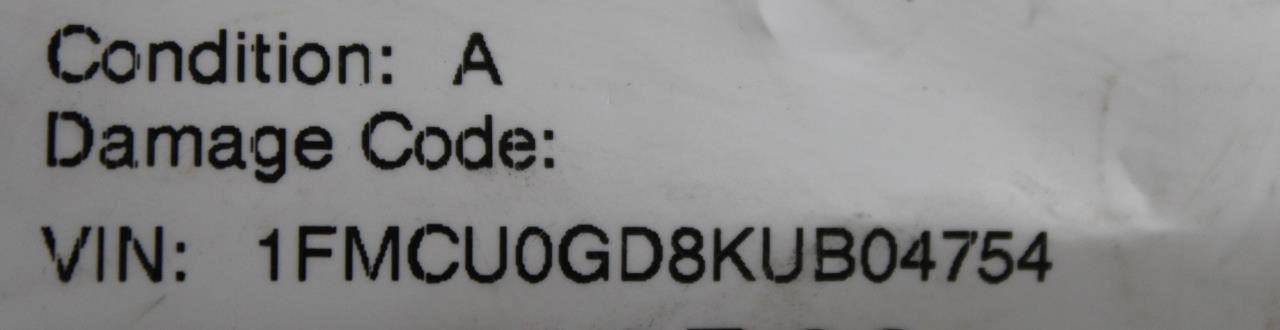 Condition: A
Damage Code:
VIN: 1FMCU0GD8KUB04754